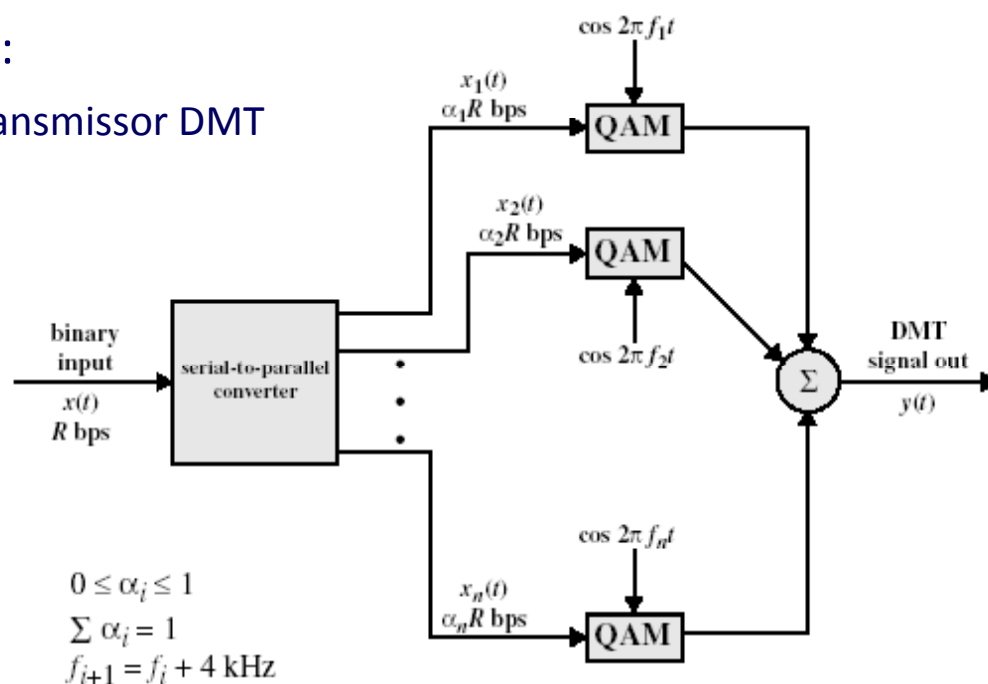 :
ansmissor DMT
cos 2π f₁t
x₁(t)
α₁R bps
QAM
x₂(t)
α₂R bps
QAM
cos 2π f₂t
binary
input
x(t)
R bps
serial-to-parallel
converter
•
•
•
Σ
DMT
signal out
y(t)
cos 2π fₙt
xₙ(t)
αₙR bps
QAM
0 ≤ αᵢ ≤ 1
Σ αᵢ = 1
fᵢ₊₁ = fᵢ + 4 kHz